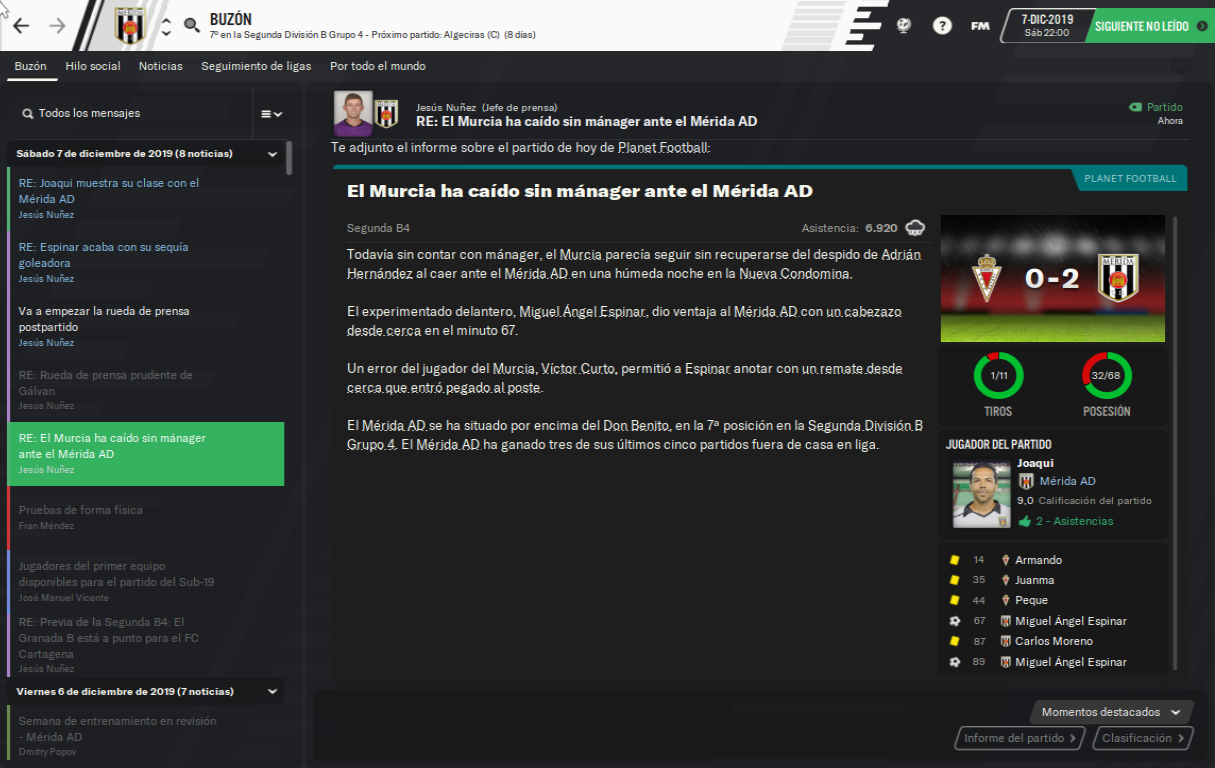 BUZÓN
7º en la Segunda División B Grupo 4 - Próximo partido: Algeciras (C) (8 días)
FM
7-DIC-2019
Sáb 22:00
SIGUIENTE NO LEÍDO
Buzón
Hilo social
Noticias
Seguimiento de ligas
Por todo el mundo
Todos los mensajes
Sábado 7 de diciembre de 2019 (8 noticias)
RE: Joaqui muestra su clase con el
Mérida AD
Jesús Nuñez
RE: Espinar acaba con su sequía
goleadora
Jesús Nuñez
Va a empezar la rueda de prensa
postpartido
Jesús Nuñez
RE: Rueda de prensa prudente de
Gálvan
Jesús Nuñez
RE: El Murcia ha caído sin mánager
ante el Mérida AD
Jesús Nuñez
Pruebas de forma física
Fran Méndez
Jugadores del primer equipo
disponibles para el partido del Sub-19
José Manuel Vicente
RE: Previa de la Segunda B4: El
Granada B está a punto para el FC
Cartagena
Jesús Nuñez
Viernes 6 de diciembre de 2019 (7 noticias)
Semana de entrenamiento en revisión
- Mérida AD
Dmitry Popov
Jesús Nuñez (Jefe de prensa)
RE: El Murcia ha caído sin mánager ante el Mérida AD
Partido
Ahora
Te adjunto el informe sobre el partido de hoy de Planet Football:
PLANET FOOTBALL
El Murcia ha caído sin mánager ante el Mérida AD
Segunda B4
Asistencia: 6.920
Todavía sin contar con mánager, el Murcia parecía seguir sin recuperarse del despido de Adrián
Hernández al caer ante el Mérida AD en una húmeda noche en la Nueva Condomina.
El experimentado delantero, Miguel Ángel Espinar, dio ventaja al Mérida AD con un cabezazo
desde cerca en el minuto 67.
Un error del jugador del Murcia, Víctor Curto, permitió a Espinar anotar con un remate desde
cerca que entró pegado al poste.
El Mérida AD se ha situado por encima del Don Benito, en la 7ª posición en la Segunda División B
Grupo 4. El Mérida AD ha ganado tres de sus últimos cinco partidos fuera de casa en liga.
0-2
1/11
TIROS
32/68
POSESIÓN
JUGADOR DEL PARTIDO
Joaqui
Mérida AD
9,0 Calificación del partido
2 - Asistencias
14 Armando
35 Juanma
44 Peque
67 Miguel Ángel Espinar
87 Carlos Moreno
89 Miguel Ángel Espinar
Momentos destacados
Informe del partido
Clasificación